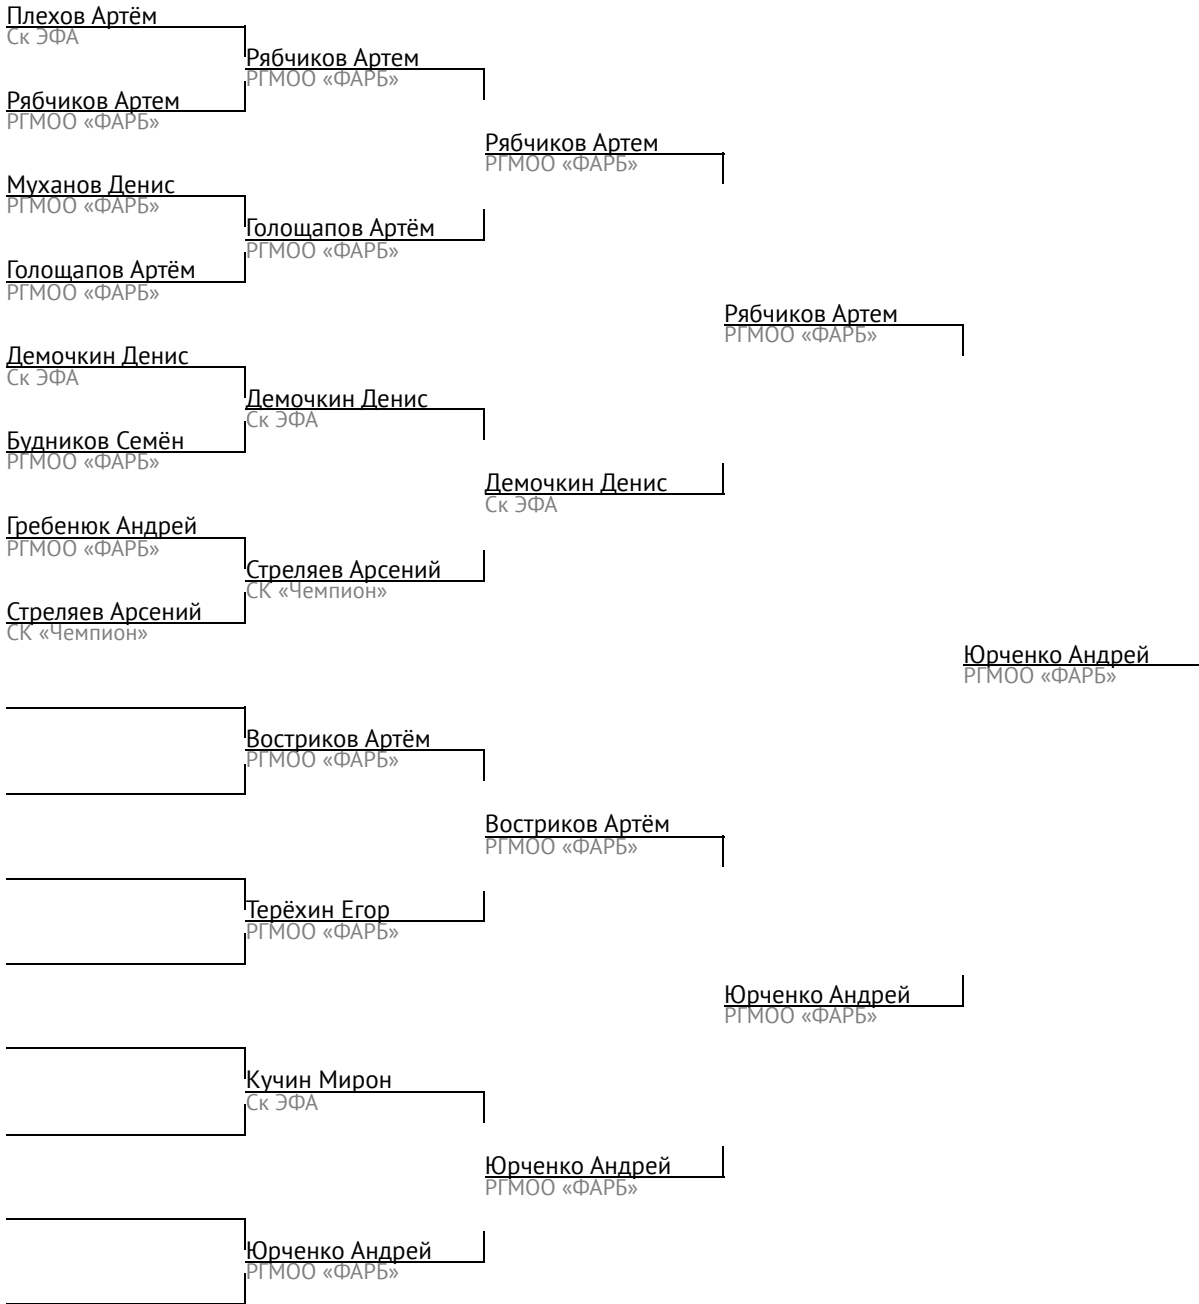 Плехов Артём
Ск ЭФА
Рябчиков Артем
РГМОО «ФАРБ»
Рябчиков Артем
РГМОО «ФАРБ»
Рябчиков Артем
РГМОО «ФАРБ»
Муханов Денис
РГМОО «ФАРБ»
Голощапов Артём
РГМОО «ФАРБ»
Голощапов Артём
РГМОО «ФАРБ»
Рябчиков Артем
РГМОО «ФАРБ»
Демочкин Денис
Ск ЭФА
Демочкин Денис
Ск ЭФА
Будников Семён
РГМОО «ФАРБ»
Демочкин Денис
Ск ЭФА
Гребенюк Андрей
РГМОО «ФАРБ»
Стреляев Арсений
СК «Чемпион»
Стреляев Арсений
СК «Чемпион»
Юрченко Андрей
РГМОО «ФАРБ»
Востриков Артём
РГМОО «ФАРБ»
Востриков Артём
РГМОО «ФАРБ»
Терёхин Егор
РГМОО «ФАРБ»
Юрченко Андрей
РГМОО «ФАРБ»
Кучин Мирон
Ск ЭФА
Юрченко Андрей
РГМОО «ФАРБ»
Юрченко Андрей
РГМОО «ФАРБ»